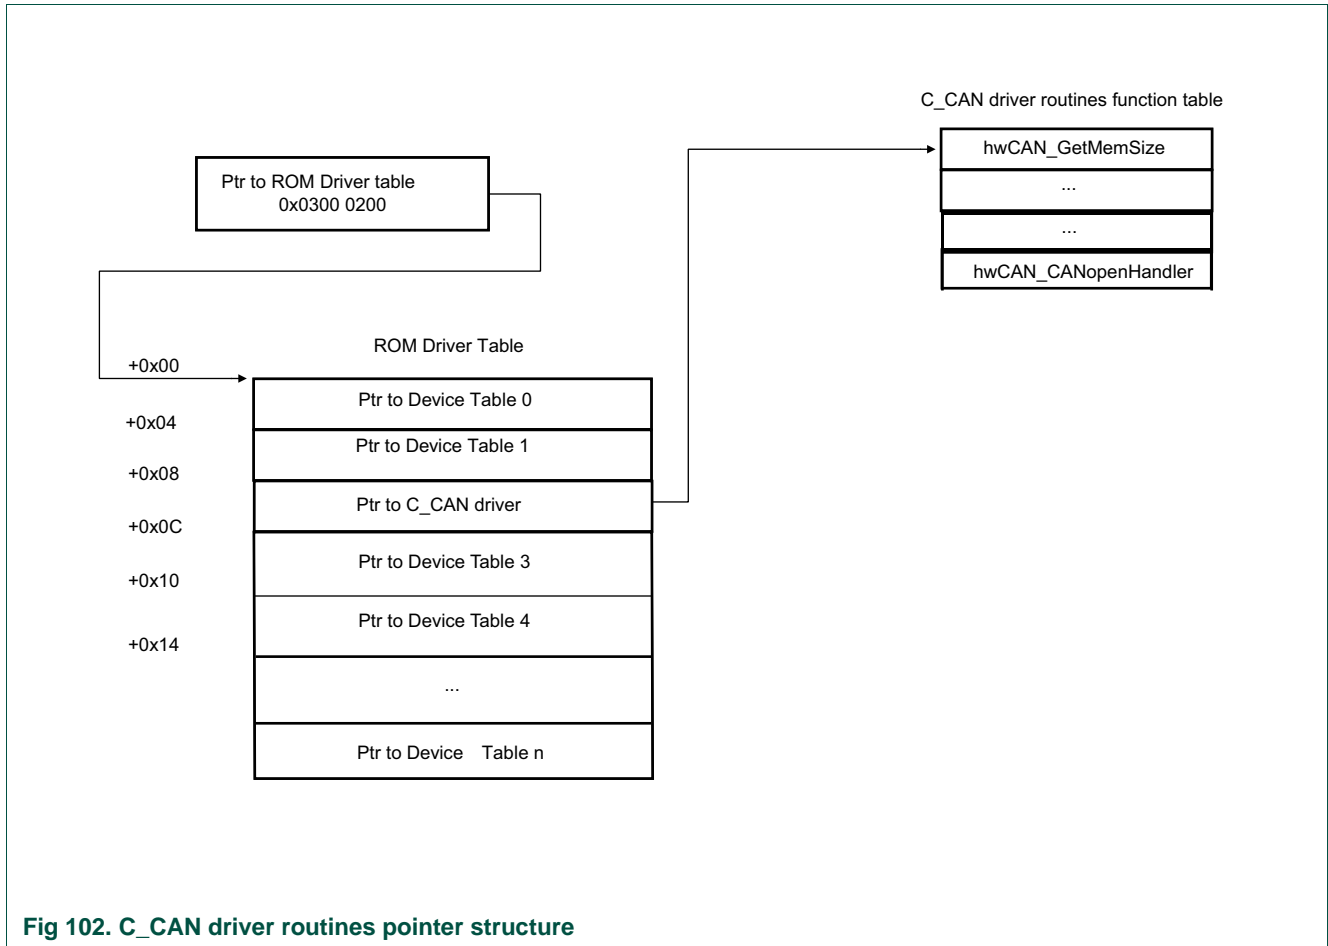 C_CAN driver routines function table
hwCAN_GetMemSize
...
...
hwCAN_CANopenHandler
Ptr to ROM Driver table
0x0300 0200
ROM Driver Table
+0x00
Ptr to Device Table 0
+0x04
Ptr to Device Table 1
+0x08
Ptr to C_CAN driver
+0x0C
Ptr to Device Table 3
+0x10
Ptr to Device Table 4
+0x14
...
Ptr to Device Table n
Fig 102. C_CAN driver routines pointer structure